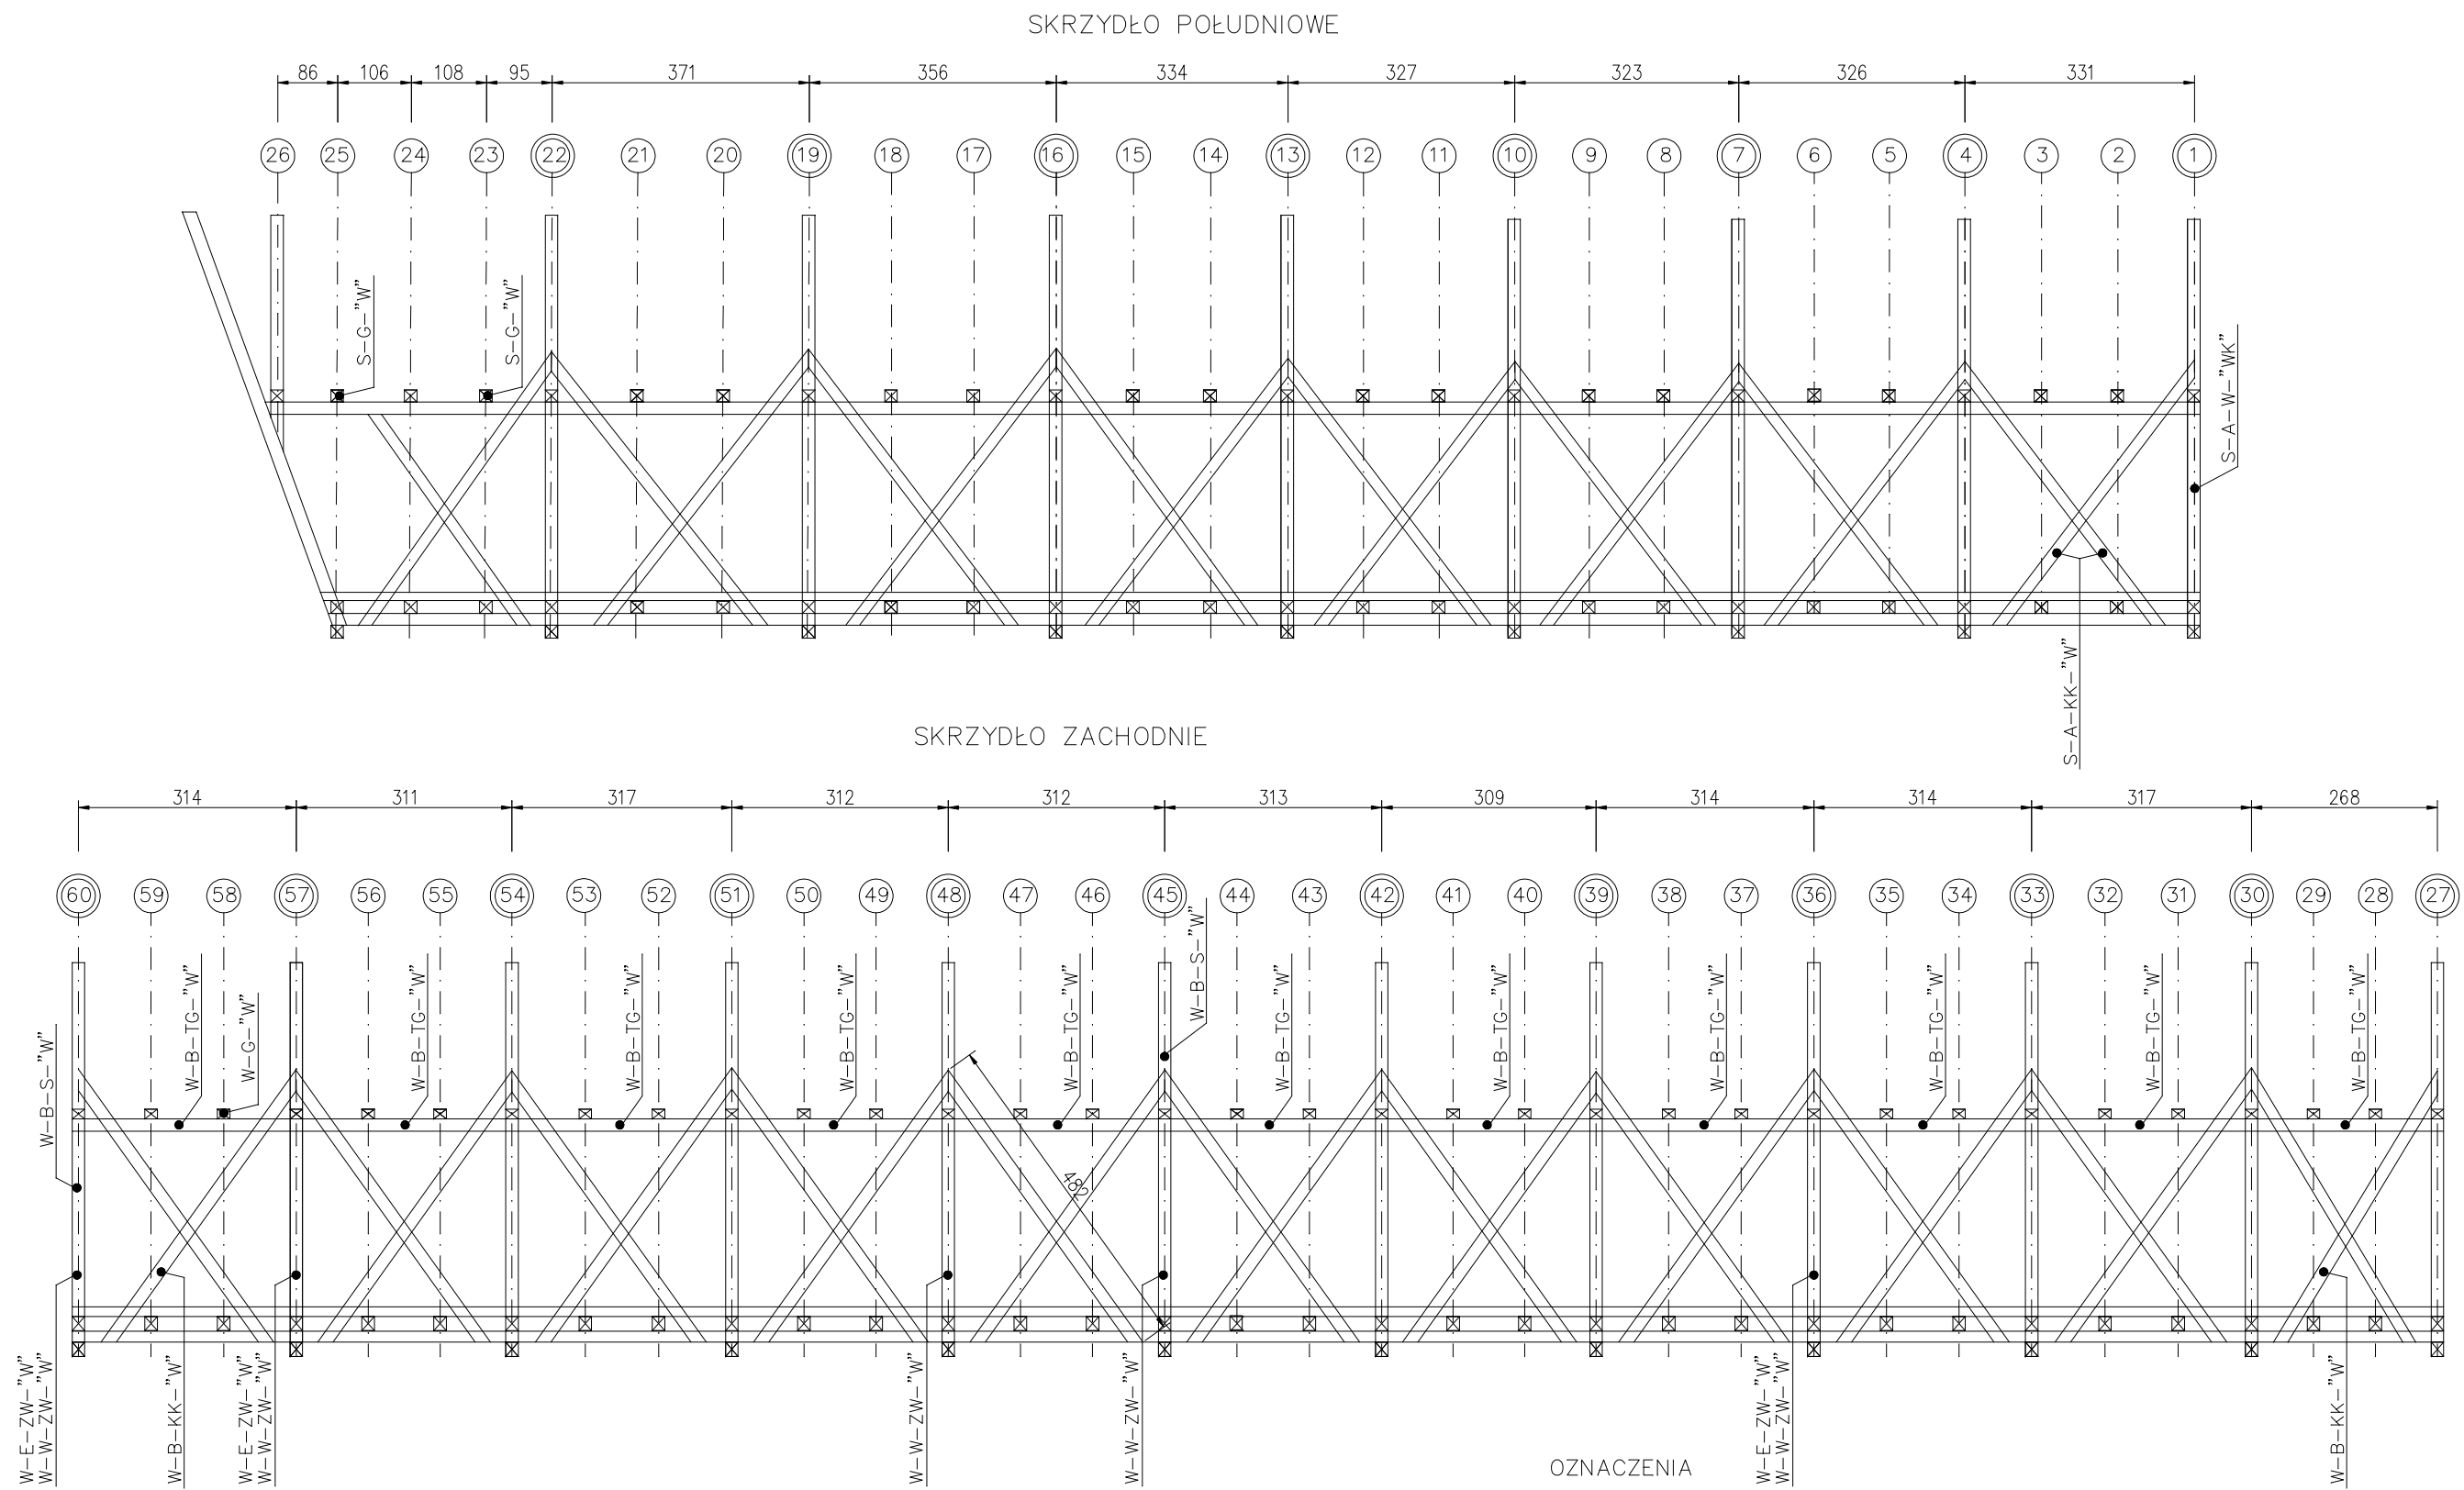 SKRZYDŁO POŁUDNIOWE
86 106 108 95 371 356 334 327 323 326 331
26 25 24 23 22 21 20 19 18 17 16 15 14 13 12 11 10 9 8 7 6 5 4 3 2 1
S-G-"W"
S-G-"W"
S-A-W-"WK"
S-A-KK-"W"
SKRZYDŁO ZACHODNIE
314 311 317 312 312 313 309 314 314 317 268
60 59 58 57 56 55 54 53 52 51 50 49 48 47 46 45 44 43 42 41 40 39 38 37 36 35 34 33 32 31 30 29 28 27
W-B-S-"W"
W-B-TG-"W"
W-G-"W"
W-B-TG-"W"
W-B-TG-"W"
W-B-TG-"W"
W-B-TG-"W"
W-B-S-"W"
W-B-TG-"W"
W-B-TG-"W"
W-B-TG-"W"
W-B-TG-"W"
W-B-TG-"W"
W-B-TG-"W"
482
W-E-ZW-"W"
W-W-ZW-"W"
W-B-KK-"W"
W-E-ZW-"W"
W-W-ZW-"W"
W-W-ZW-"W"
W-W-ZW-"W"
W-E-ZW-"W"
W-W-ZW-"W"
W-B-KK-"W"
OZNACZENIA